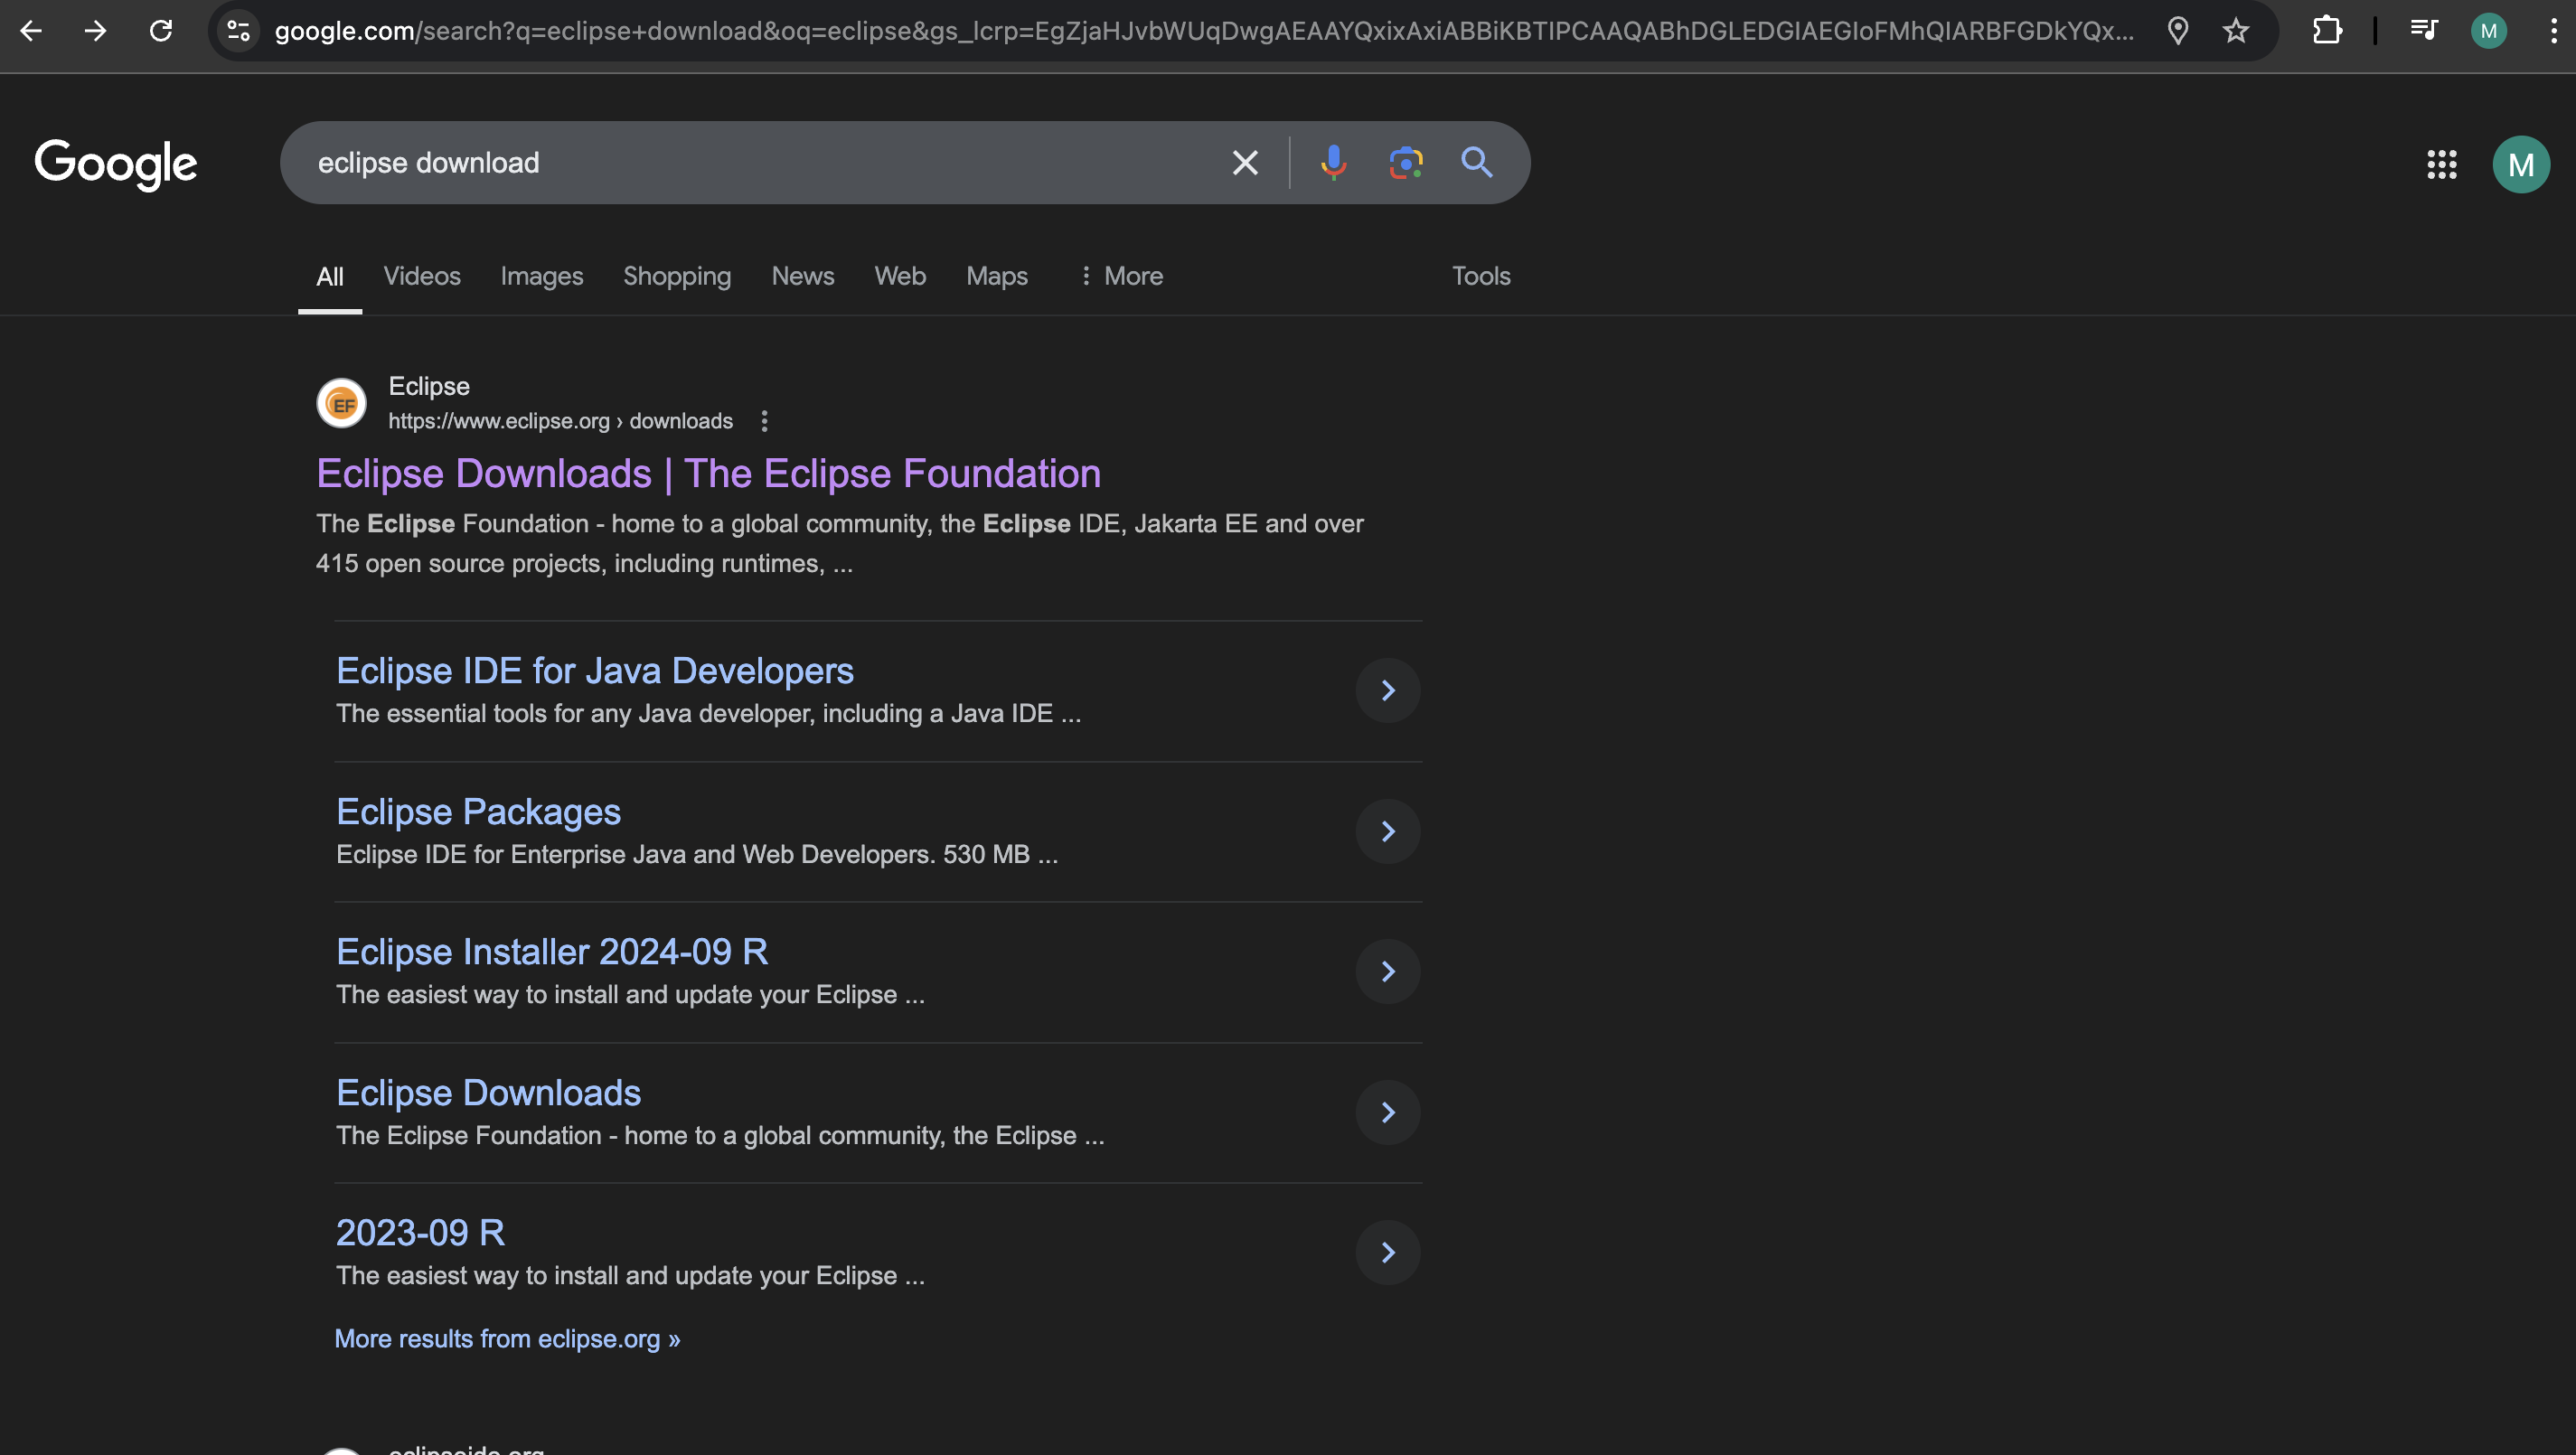 google.com/search?q=eclipse+download&oq=eclipse&gs_lcrp=EgZjaHJvbWUqDwgAEAAYQxixAxiABBiKBTIPCAAQABhDGLEDGIAEGIoFMhQIARBFGDkYQx...
M
Google
eclipse download
M
All
Videos
Images
Shopping
News
Web
Maps
More
Tools
EF
Eclipse
https://www.eclipse.org › downloads
Eclipse Downloads | The Eclipse Foundation
The Eclipse Foundation - home to a global community, the Eclipse IDE, Jakarta EE and over
415 open source projects, including runtimes, ...
Eclipse IDE for Java Developers
The essential tools for any Java developer, including a Java IDE ...
Eclipse Packages
Eclipse IDE for Enterprise Java and Web Developers. 530 MB ...
Eclipse Installer 2024-09 R
The easiest way to install and update your Eclipse ...
Eclipse Downloads
The Eclipse Foundation - home to a global community, the Eclipse ...
2023-09 R
The easiest way to install and update your Eclipse ...
More results from eclipse.org »
eclipseide.org